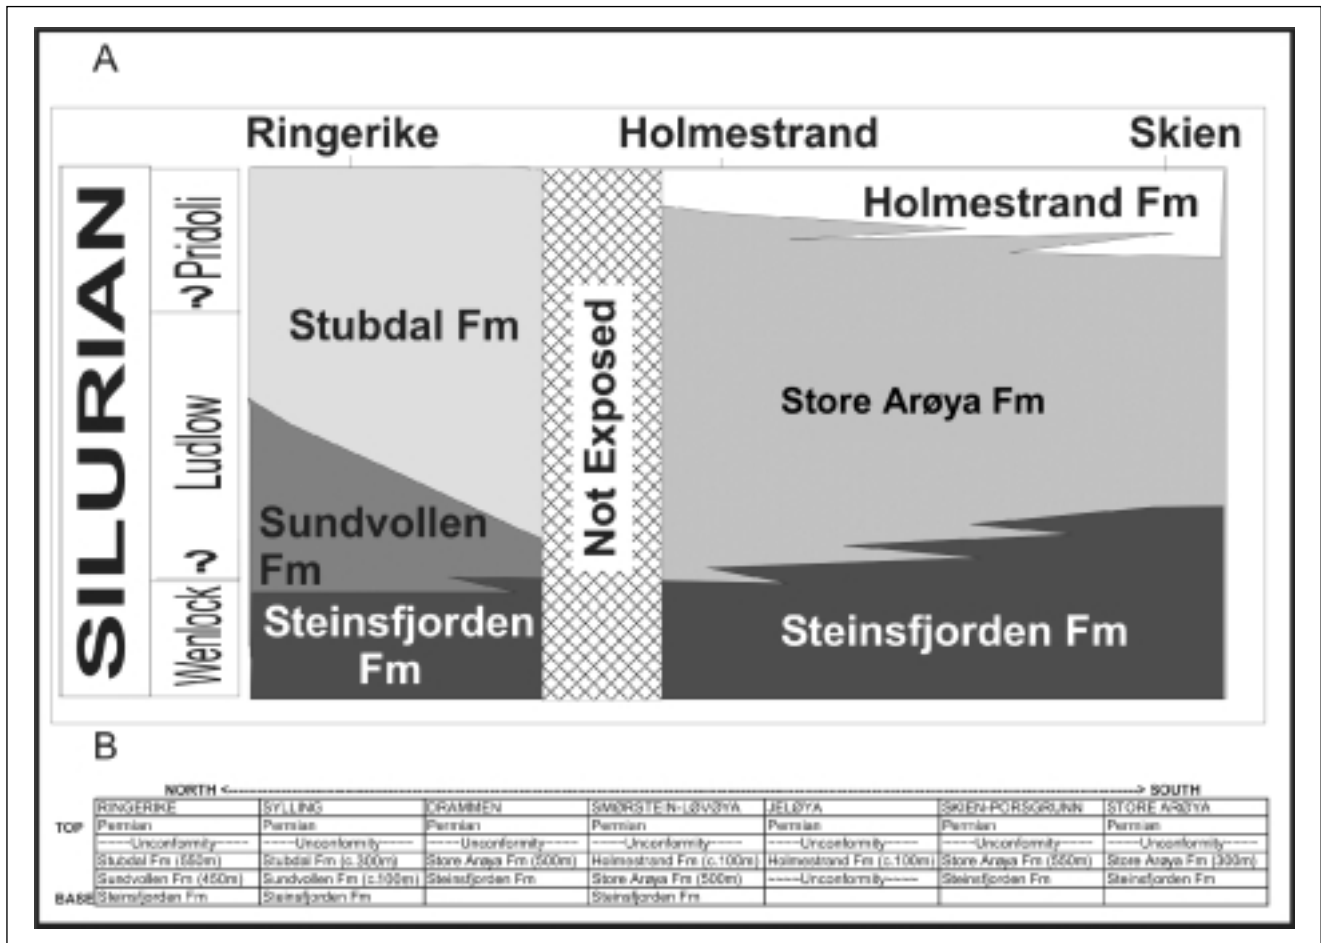 A
Ringerike Holmestrand Skien
SILURIAN
? Pridoli
Ludlow
?
Wenlock
Holmestrand Fm
Stubdal Fm
Not Exposed
Store Arøya Fm
Sundvollen
Fm
Steinsfjorden
Fm
Steinsfjorden Fm
B
NORTH <-----> SOUTH
RINGERIKE SYLLING DRAMMEN SMØRSTEIN-LØVØYA JELØYA SKIEN-PORSGRUNN STORE ARØYA
TOP Permian Permian Permian Permian Permian Permian Permian
-----Unconformity----- -----Unconformity----- -----Unconformity----- -----Unconformity----- -----Unconformity----- -----Unconformity----- -----Unconformity-----
Stubdal Fm (550m) Stubdal Fm (c.300m) Store Arøya Fm (500m) Holmestrand Fm (c.100m) Holmestrand Fm (c.100m) Store Arøya Fm (550m) Store Arøya Fm (300m)
Sundvollen Fm (450m) Sundvollen Fm (c.100m) Steinsfjorden Fm Store Arøya Fm (500m) -----Unconformity----- Steinsfjorden Fm Steinsfjorden Fm
BASE Steinsfjorden Fm Steinsfjorden Fm Steinsfjorden Fm